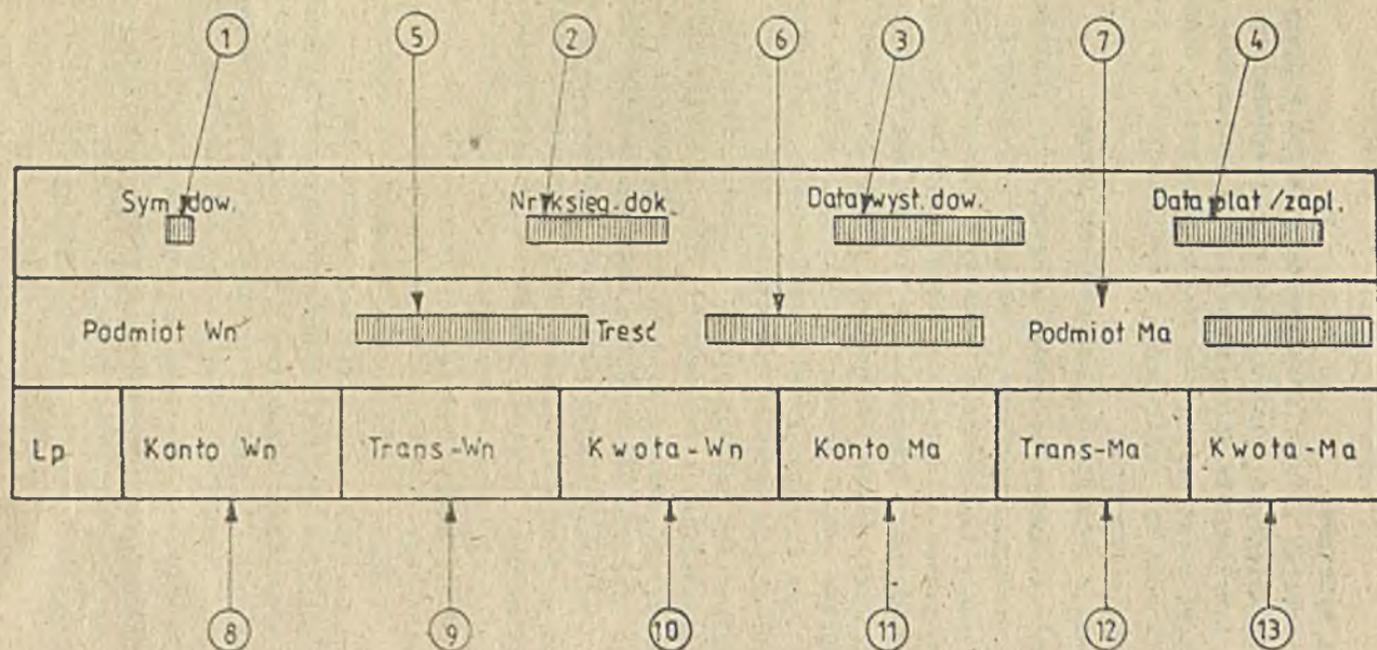 1 5 2 6 3 7 4
Sym dow. Nr księg. dok. Data wyst. dow. Data płat /zapl.
Podmiot Wn Treść Podmiot Ma
Lp Konto Wn Trans-Wn Kwota-Wn Konto Ma Trans-Ma Kwota-Ma
8 9 10 11 12 13